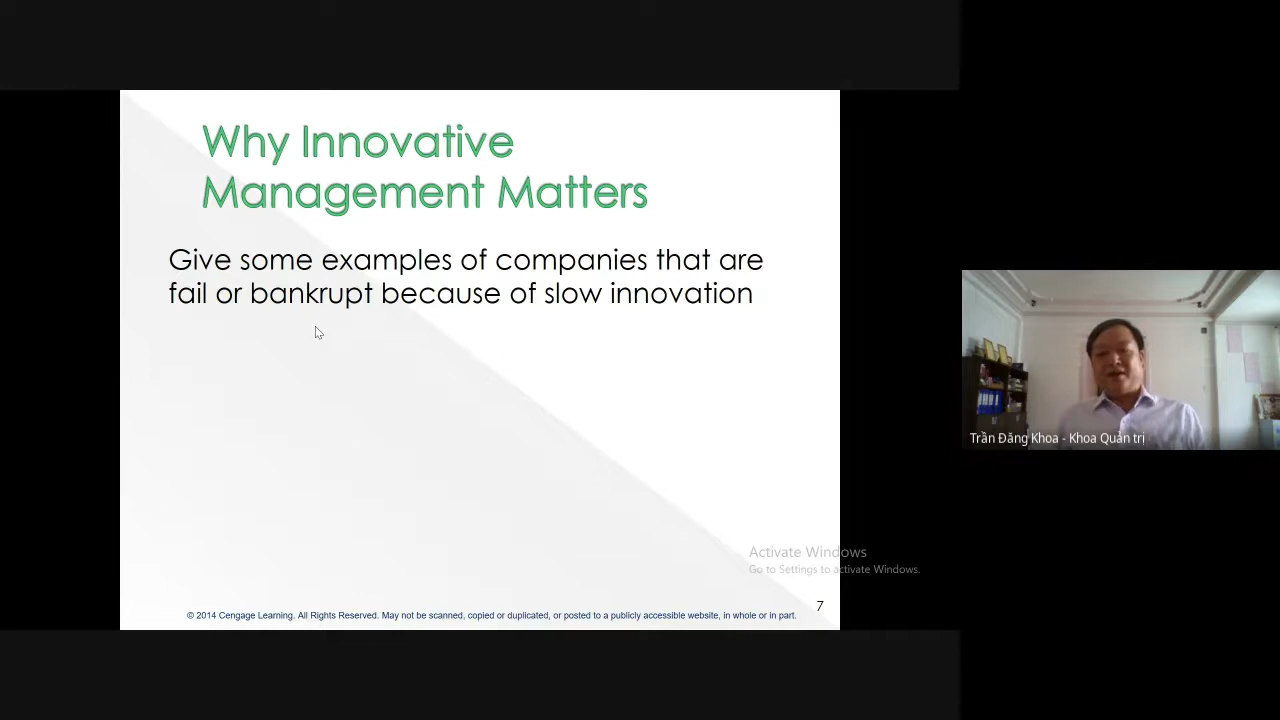 Why Innovative
Management Matters
Give some examples of companies that are
fail or bankrupt because of slow innovation
Trần Đăng Khoa - Khoa Quản trị
Activate Windows
Go to Settings to activate Windows.
7
© 2014 Cengage Learning. All Rights Reserved. May not be scanned, copied or duplicated, or posted to a publicly accessible website, in whole or in part.